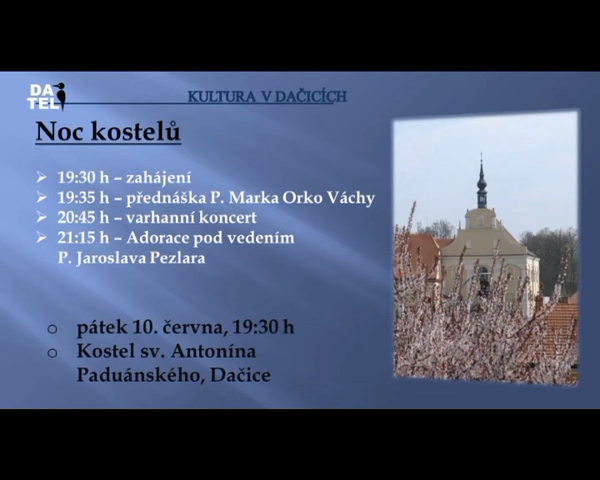 DA
TEL
KULTURA V DAČICÍCH
Noc kostelů
19:30 h – zahájení
19:35 h – přednáška P. Marka Orko Váchy
20:45 h – varhanní koncert
21:15 h – Adorace pod vedením
P. Jaroslava Pezlara
pátek 10. června, 19:30 h
Kostel sv. Antonína
Paduánského, Dačice